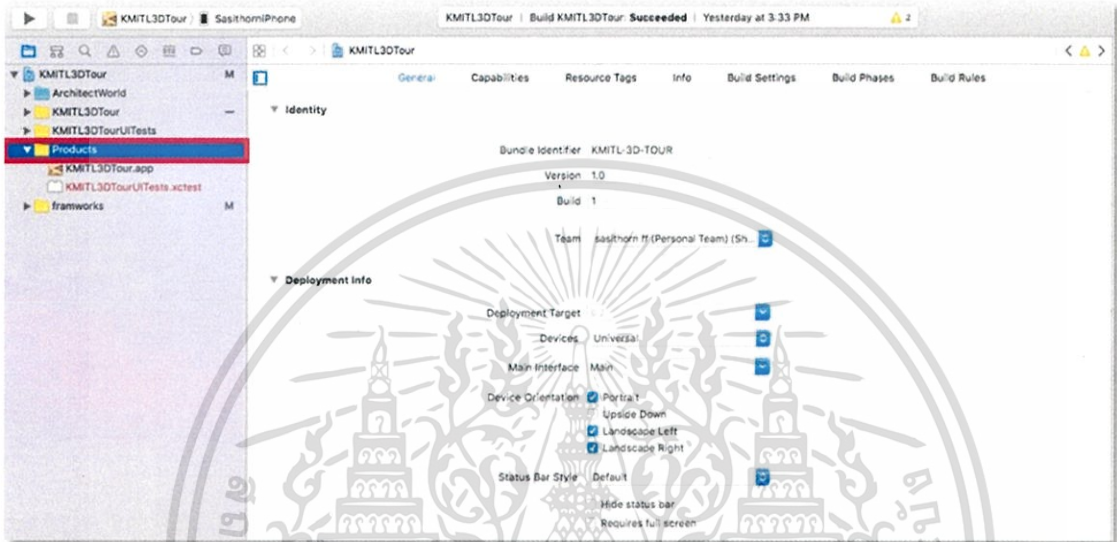 KMITL3DTour SasithorniPhone KMITL3DTour | Build KMITL3DTour: Succeeded | Yesterday at 3:33 PM 2
KMITL3DTour
KMITL3DTour M
General Capabilities Resource Tags Info Build Settings Build Phases Build Rules
ArchitectWorld
KMITL3DTour
KMITL3DTourUITests
Products
KMITL3DTour.app
KMITL3DTourUITests.xctest
framworks M
Identity
Bundle Identifier KMITL-3D-TOUR
Version 1.0
Build 1
Team sasithorn ff (Personal Team) (Sh...
Deployment Info
Deployment Target
Devices Universal
Main Interface Main
Device Orientation Portrait
Upside Down
Landscape Left
Landscape Right
Status Bar Style Default
Hide status bar
Requires full screen